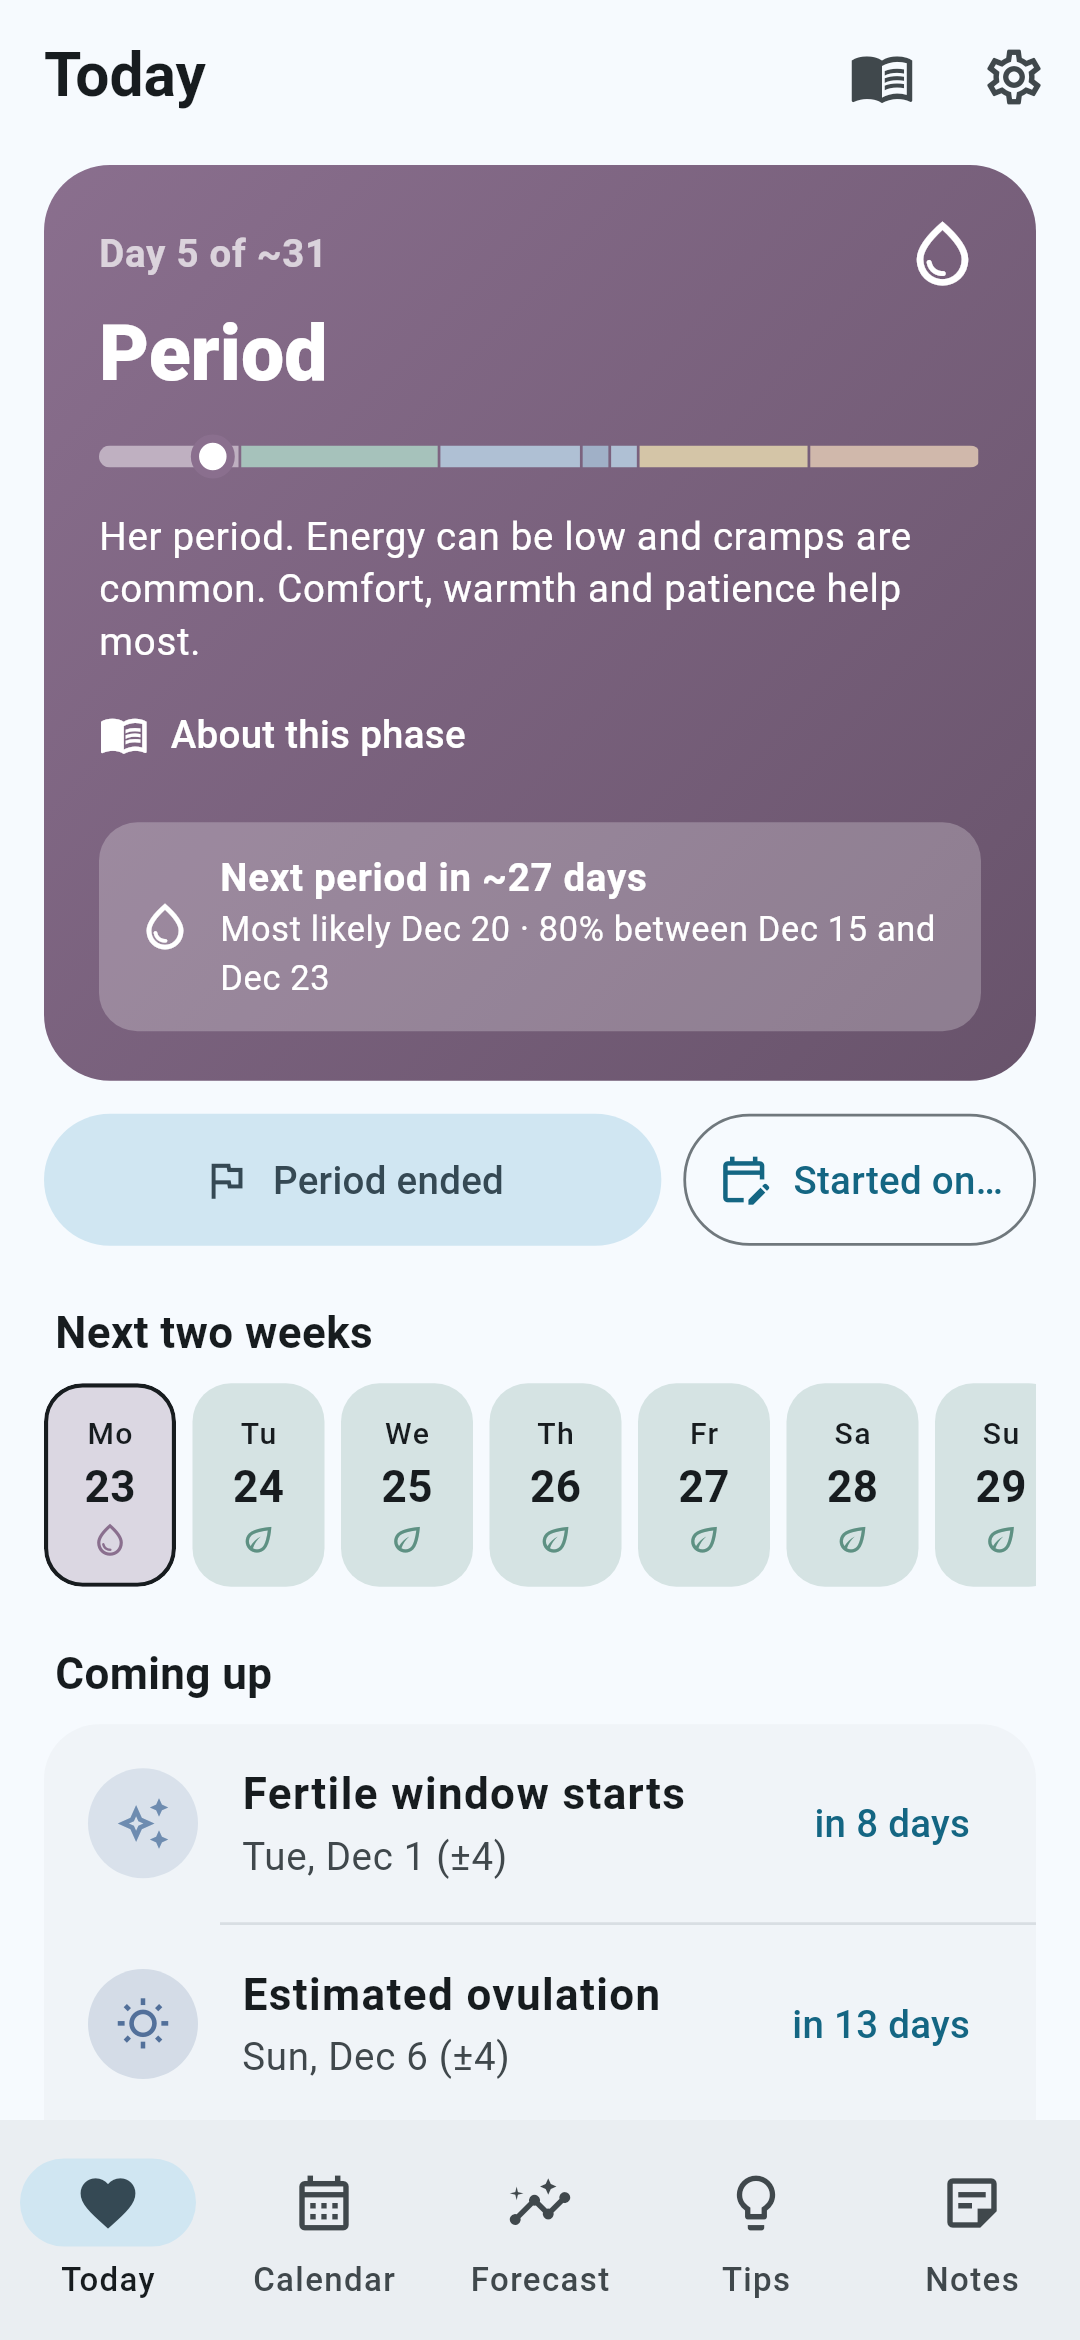 Today
Day 5 of ~31
Period
Her period. Energy can be low and cramps are
common. Comfort, warmth and patience help
most.
About this phase
Next period in ~27 days
Most likely Dec 20 · 80% between Dec 15 and
Dec 23
Period ended
Started on...
Next two weeks
Mo
23
Tu
24
We
25
Th
26
Fr
27
Sa
28
Su
29
Coming up
Fertile window starts
Tue, Dec 1 (±4)
in 8 days
Estimated ovulation
Sun, Dec 6 (±4)
in 13 days
Today
Calendar
Forecast
Tips
Notes